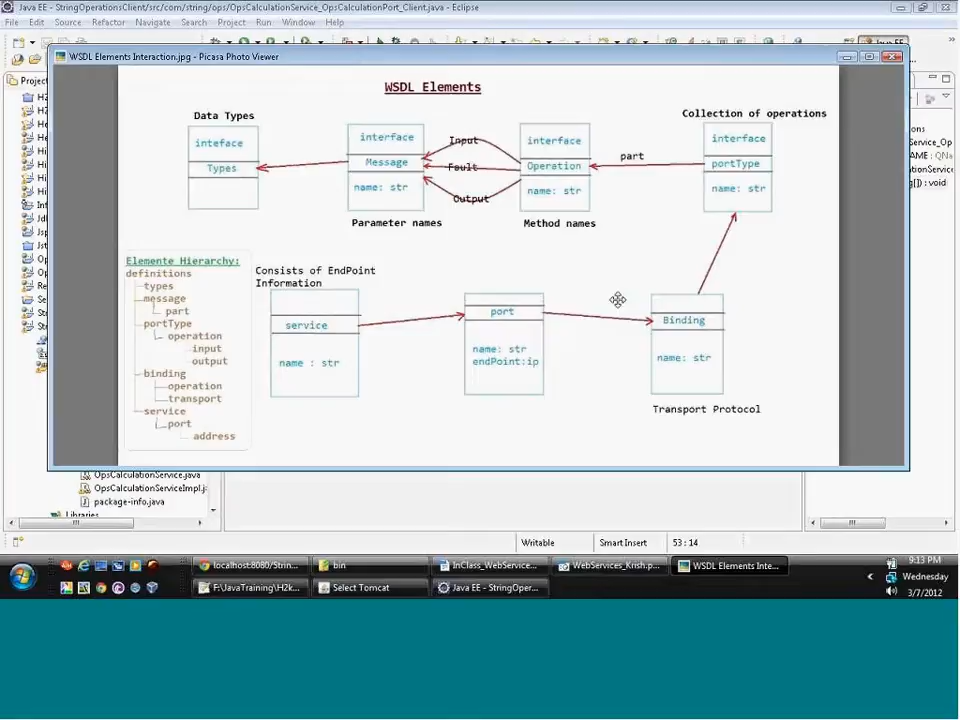 Java EE - StringOperationsClient/src/com/string/ops/OpsCalculationService_OpsCalculationPort_Client.java - Eclipse
File Edit Source Refactor Navigate Search Project Run Window Help
Java EE
WSDL Elements Interaction.jpg - Picasa Photo Viewer
Project
WSDL Elements
Data Types
inteface
Types
interface
Message
name: str
Parameter names
Input
Fault
Output
interface
Operation
name: str
Method names
part
Collection of operations
interface
portType
name: str
Elemente Hierarchy:
definitions
types
message
part
portType
operation
input
output
binding
operation
transport
service
port
address
Consists of EndPoint
Information
service
name : str
port
name: str
endPoint:ip
Binding
name: str
Transport Protocol
OpsCalculationService.java
OpsCalculationServiceImpl.j
package-info.java
Libraries
Writable Smart Insert 53 : 14
localhost:8080/Strin... bin InClass_WebService... WebServices_Krish.p... WSDL Elements Inte... 9:13 PM
Wednesday
F:\JavaTraining\H2k... Select Tomcat Java EE - StringOper... 3/7/2012